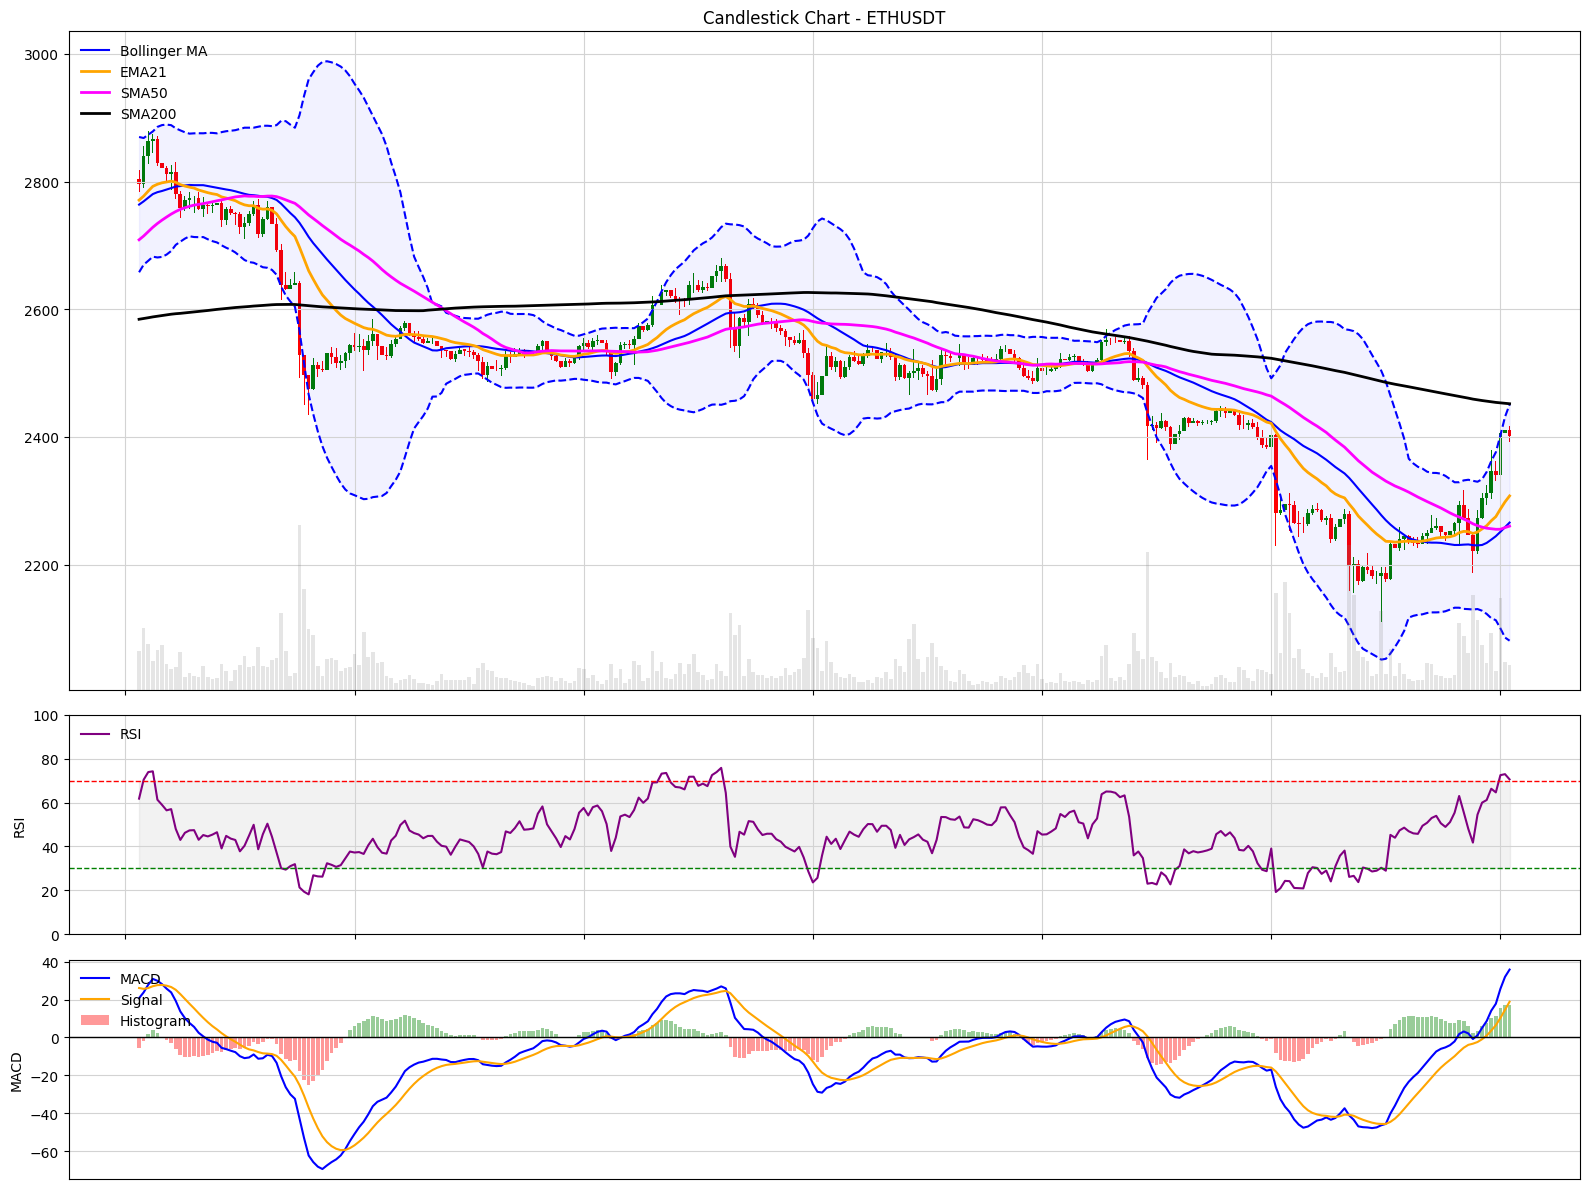 Candlestick Chart - ETHUSDT
Bollinger MA
EMA21
SMA50
SMA200
3000
2800
2600
2400
2200
RSI
100
80
60
40
20
0
RSI
MACD
Signal
Histogram
40
20
0
−20
−40
−60
MACD